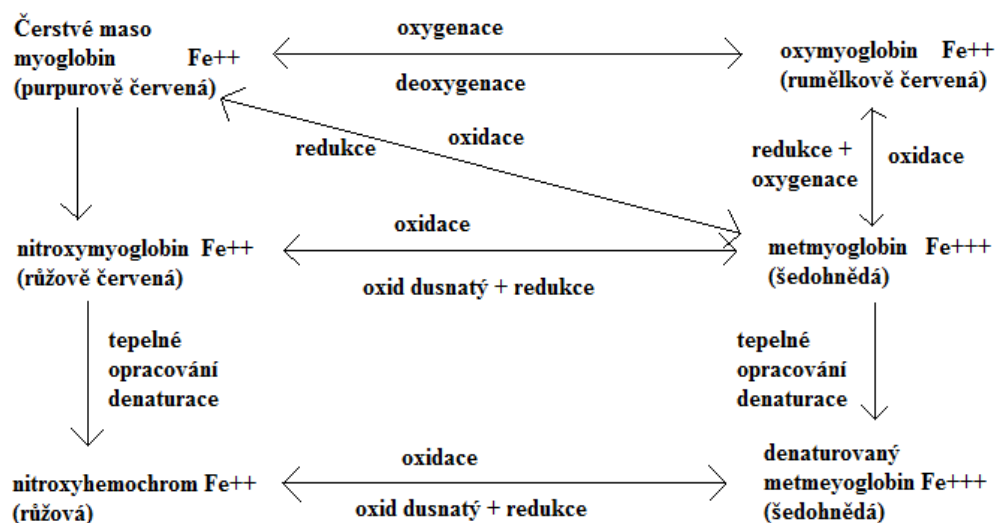 Čerstvé maso
myoglobin Fe++
(purpurově červená)
oxygenace
deoxygenace
oxymyoglobin Fe++
(rumělkově červená)
redukce
oxidace
redukce +
oxygenace
oxidace
nitroxymyoglobin Fe++
(růžově červená)
oxidace
oxid dusnatý + redukce
metmyoglobin Fe+++
(šedohnědá)
tepelné
opracování
denaturace
tepelné
opracování
denaturace
nitroxyhemochrom Fe++
(růžová)
oxidace
oxid dusnatý + redukce
denaturovaný
metmeyoglobin Fe+++
(šedohnědá)